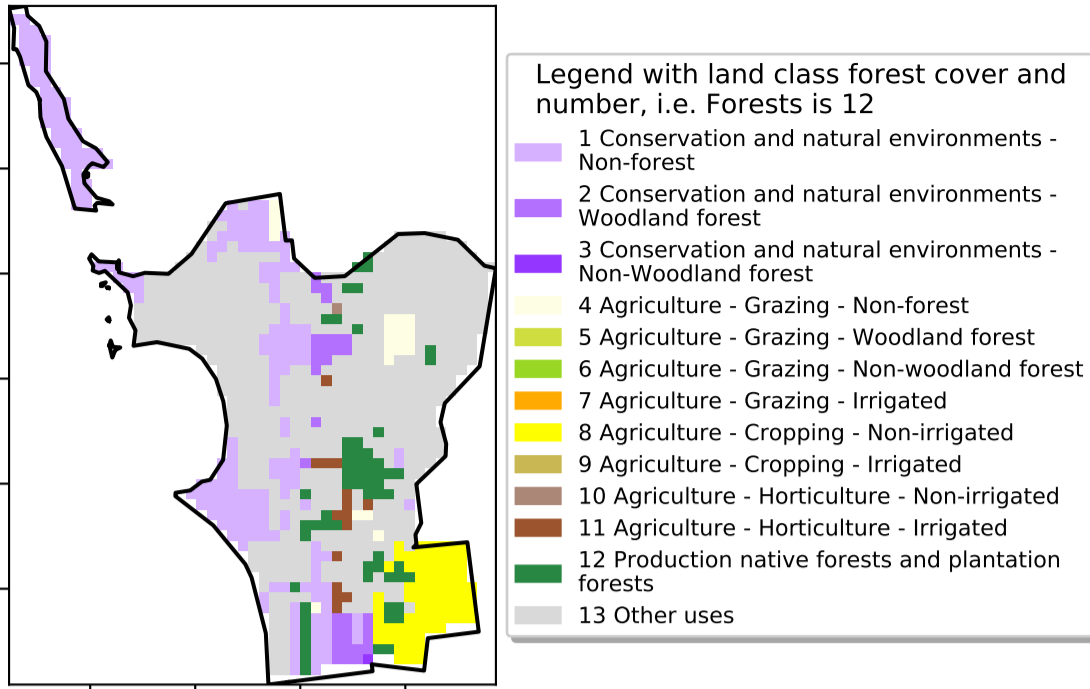 Legend with land class forest cover and
number, i.e. Forests is 12
1 Conservation and natural environments -
Non-forest
2 Conservation and natural environments -
Woodland forest
3 Conservation and natural environments -
Non-Woodland forest
4 Agriculture - Grazing - Non-forest
5 Agriculture - Grazing - Woodland forest
6 Agriculture - Grazing - Non-woodland forest
7 Agriculture - Grazing - Irrigated
8 Agriculture - Cropping - Non-irrigated
9 Agriculture - Cropping - Irrigated
10 Agriculture - Horticulture - Non-irrigated
11 Agriculture - Horticulture - Irrigated
12 Production native forests and plantation
forests
13 Other uses